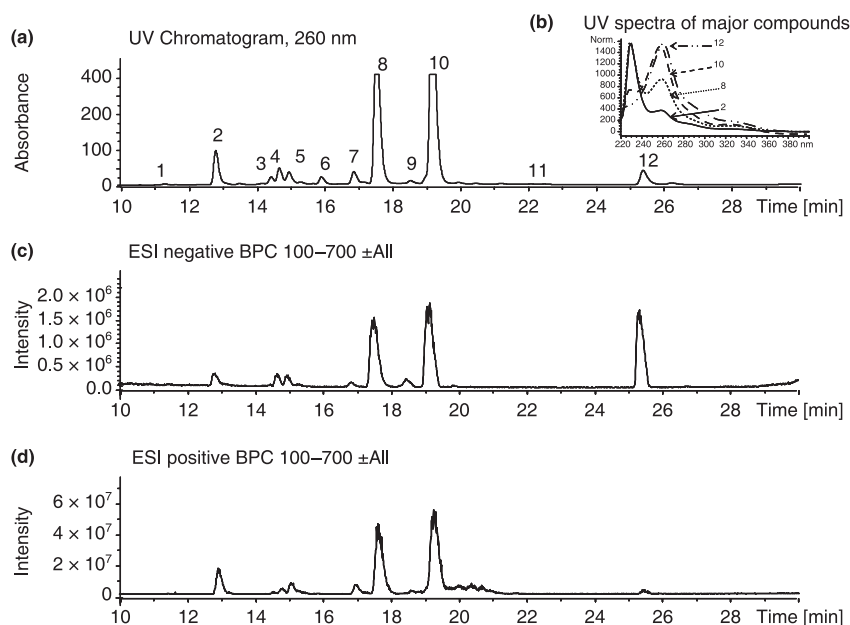 (a) UV Chromatogram, 260 nm
Absorbance
400
200
100
0
1 2 3 4 5 6 7 8 9 10 11 12
10 12 14 16 18 20 22 24 26 28 Time [min]
(b) UV spectra of major compounds
Norm.
1400
1200
1000
800
600
400
200
0
12
10
8
2
220 240 260 280 300 320 340 360 380 nm
(c) ESI negative BPC 100–700 ±All
Intensity
2.0 × 10⁶
1.5 × 10⁶
1.0 × 10⁶
0.5 × 10⁶
0.0
10 12 14 16 18 20 22 24 26 28 Time [min]
(d) ESI positive BPC 100–700 ±All
Intensity
6 × 10⁷
4 × 10⁷
2 × 10⁷
0
10 12 14 16 18 20 22 24 26 28 Time [min]